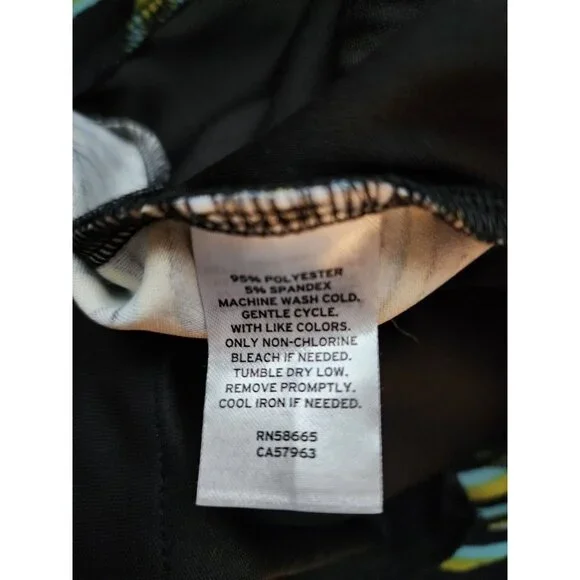 95% POLYESTER
5% SPANDEX
MACHINE WASH COLD.
GENTLE CYCLE.
WITH LIKE COLORS.
ONLY NON-CHLORINE
BLEACH IF NEEDED.
TUMBLE DRY LOW.
REMOVE PROMPTLY.
COOL IRON IF NEEDED.
RN58665
CA57963